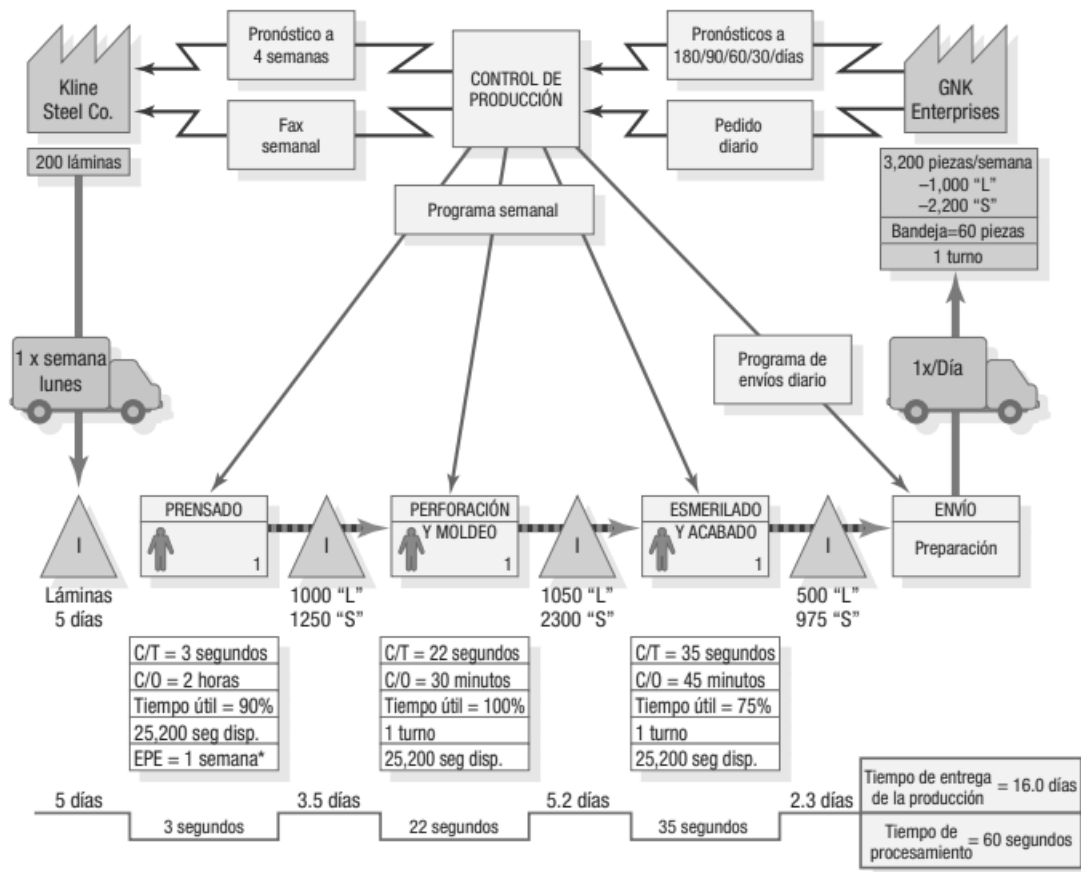 Kline
Steel Co.
Pronóstico a
4 semanas
Fax
semanal
CONTROL DE
PRODUCCIÓN
Pronósticos a
180/90/60/30/días
Pedido
diario
GNK
Enterprises
200 láminas
3,200 piezas/semana
–1,000 “L”
–2,200 “S”
Bandeja=60 piezas
1 turno
Programa semanal
1 x semana
lunes
Programa de
envíos diario
1x/Día
I
Láminas
5 días
PRENSADO
1
I
1000 “L”
1250 “S”
PERFORACIÓN
Y MOLDEO
1
I
1050 “L”
2300 “S”
ESMERILADO
Y ACABADO
1
I
500 “L”
975 “S”
ENVÍO
Preparación
C/T = 3 segundos
C/O = 2 horas
Tiempo útil = 90%
25,200 seg disp.
EPE = 1 semana*
C/T = 22 segundos
C/O = 30 minutos
Tiempo útil = 100%
1 turno
25,200 seg disp.
C/T = 35 segundos
C/O = 45 minutos
Tiempo útil = 75%
1 turno
25,200 seg disp.
5 días
3 segundos
3.5 días
22 segundos
5.2 días
35 segundos
2.3 días
Tiempo de entrega
de la producción = 16.0 días
Tiempo de
procesamiento = 60 segundos